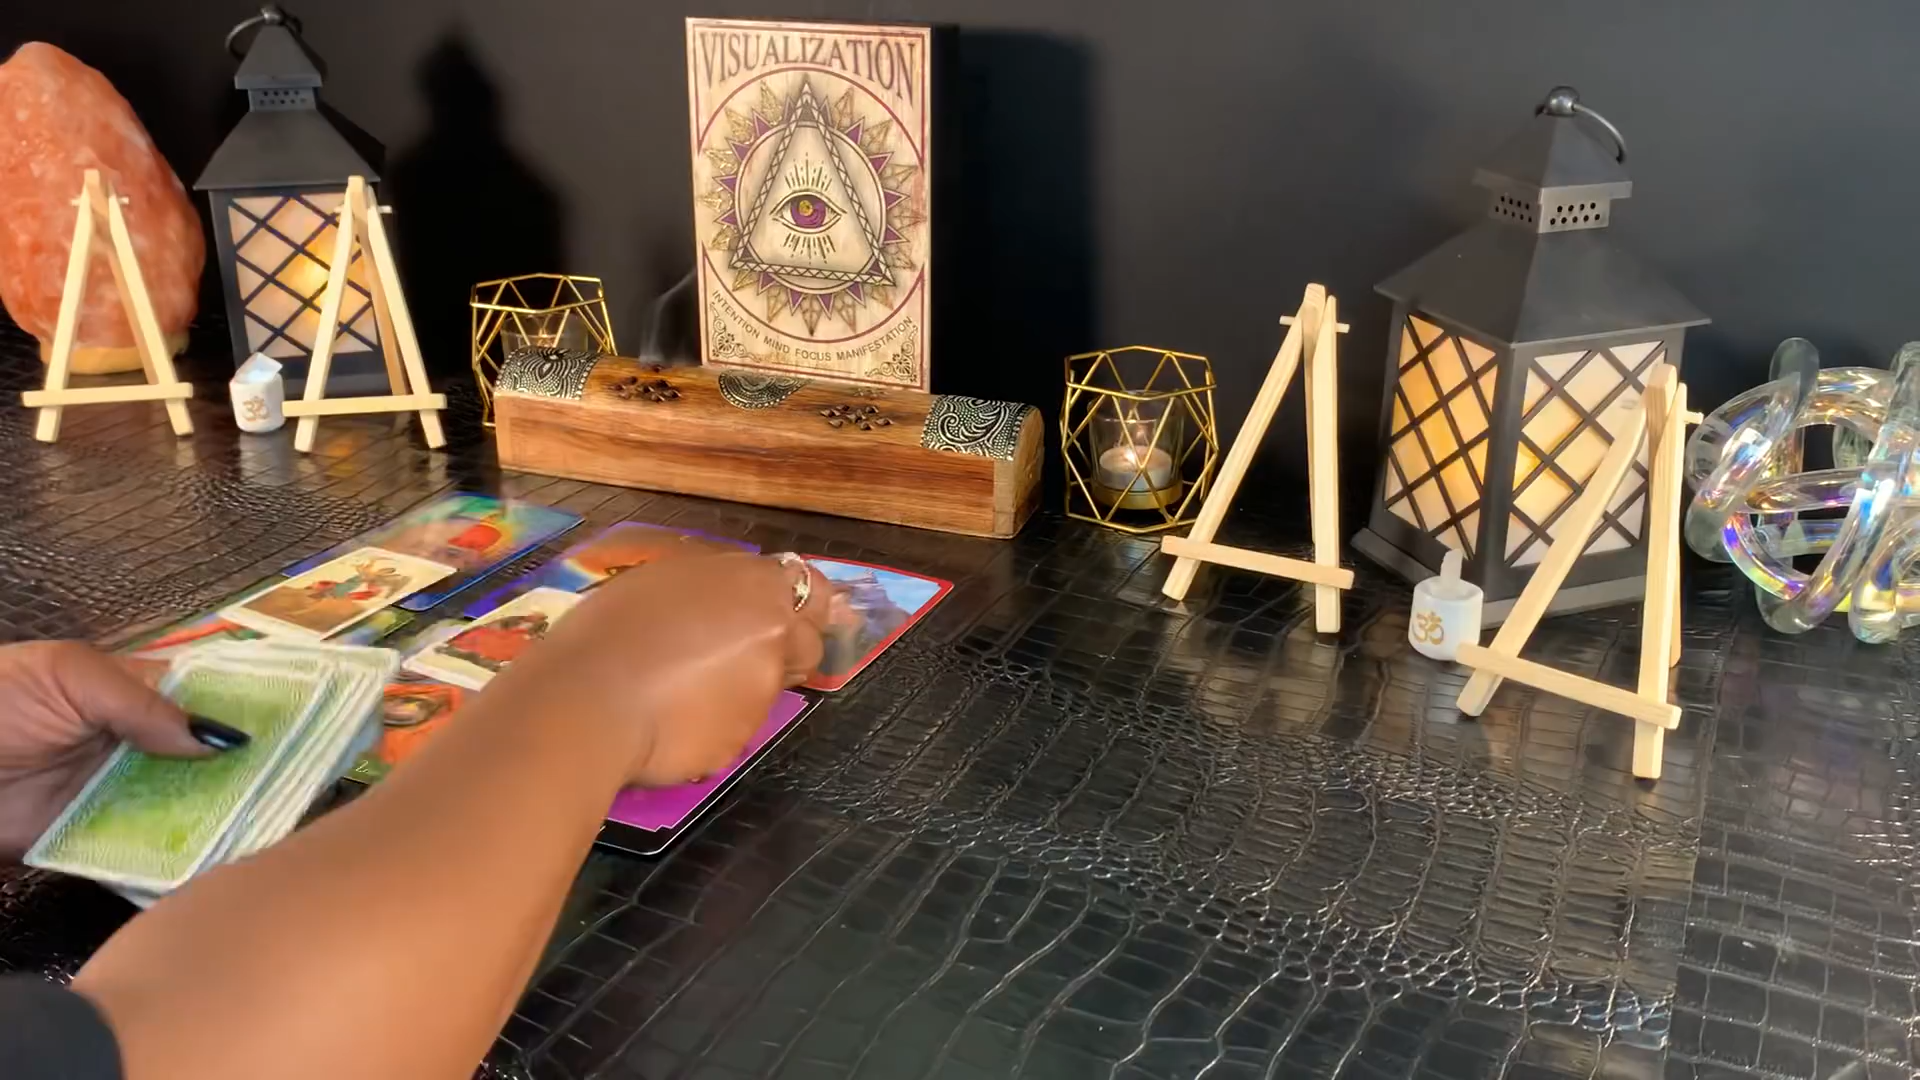 VISUALIZATION
INTENTION MIND FOCUS MANIFESTATION
ॐ
ॐ